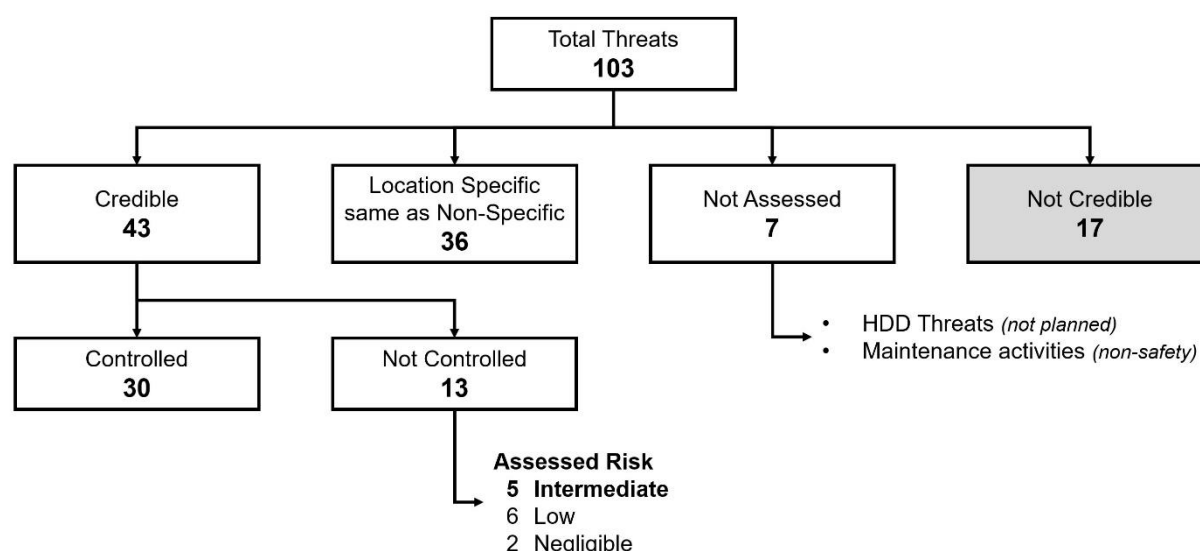 Total Threats
103
Credible
43
Location Specific
same as Non-Specific
36
Not Assessed
7
Not Credible
17
• HDD Threats (not planned)
• Maintenance activities (non-safety)
Controlled
30
Not Controlled
13
Assessed Risk
5 Intermediate
6 Low
2 Negligible